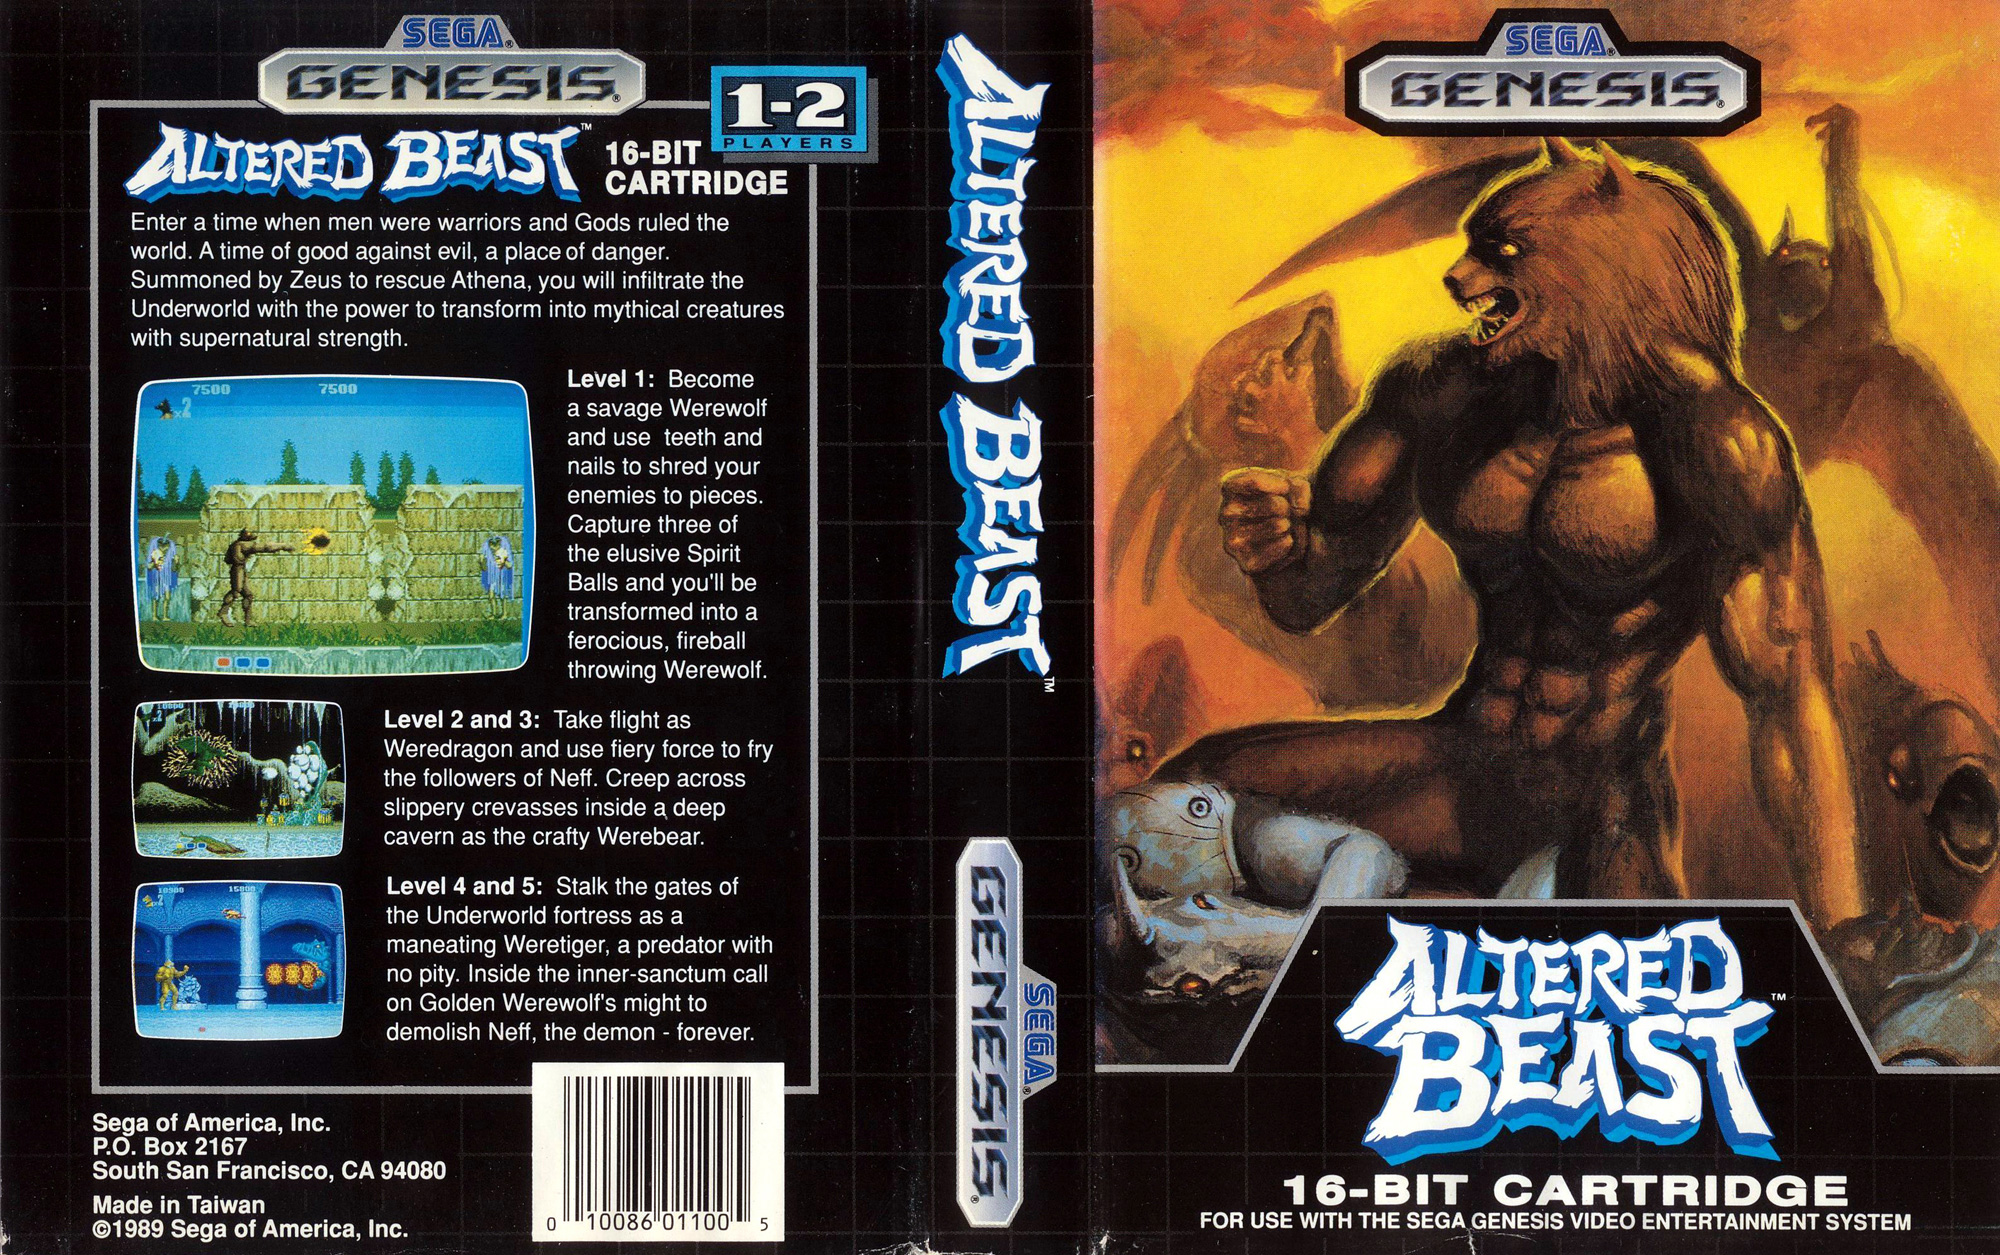 SEGA®
GENESIS®
1-2
PLAYERS
ALTERED BEAST™
16-BIT
CARTRIDGE
Enter a time when men were warriors and Gods ruled the
world. A time of good against evil, a place of danger.
Summoned by Zeus to rescue Athena, you will infiltrate the
Underworld with the power to transform into mythical creatures
with supernatural strength.
7500 7500
x2
Level 1: Become
a savage Werewolf
and use teeth and
nails to shred your
enemies to pieces.
Capture three of
the elusive Spirit
Balls and you'll be
transformed into a
ferocious, fireball
throwing Werewolf.
x2
Level 2 and 3: Take flight as
Weredragon and use fiery force to fry
the followers of Neff. Creep across
slippery crevasses inside a deep
cavern as the crafty Werebear.
x2
Level 4 and 5: Stalk the gates of
the Underworld fortress as a
maneating Weretiger, a predator with
no pity. Inside the inner-sanctum call
on Golden Werewolf's might to
demolish Neff, the demon - forever.
Sega of America, Inc.
P.O. Box 2167
South San Francisco, CA 94080
Made in Taiwan
©1989 Sega of America, Inc.
0 10086 01100 5
ALTERED BEAST™
SEGA®
GENESIS®
SEGA®
GENESIS®
ALTERED
BEAST™
16-BIT CARTRIDGE
FOR USE WITH THE SEGA GENESIS VIDEO ENTERTAINMENT SYSTEM